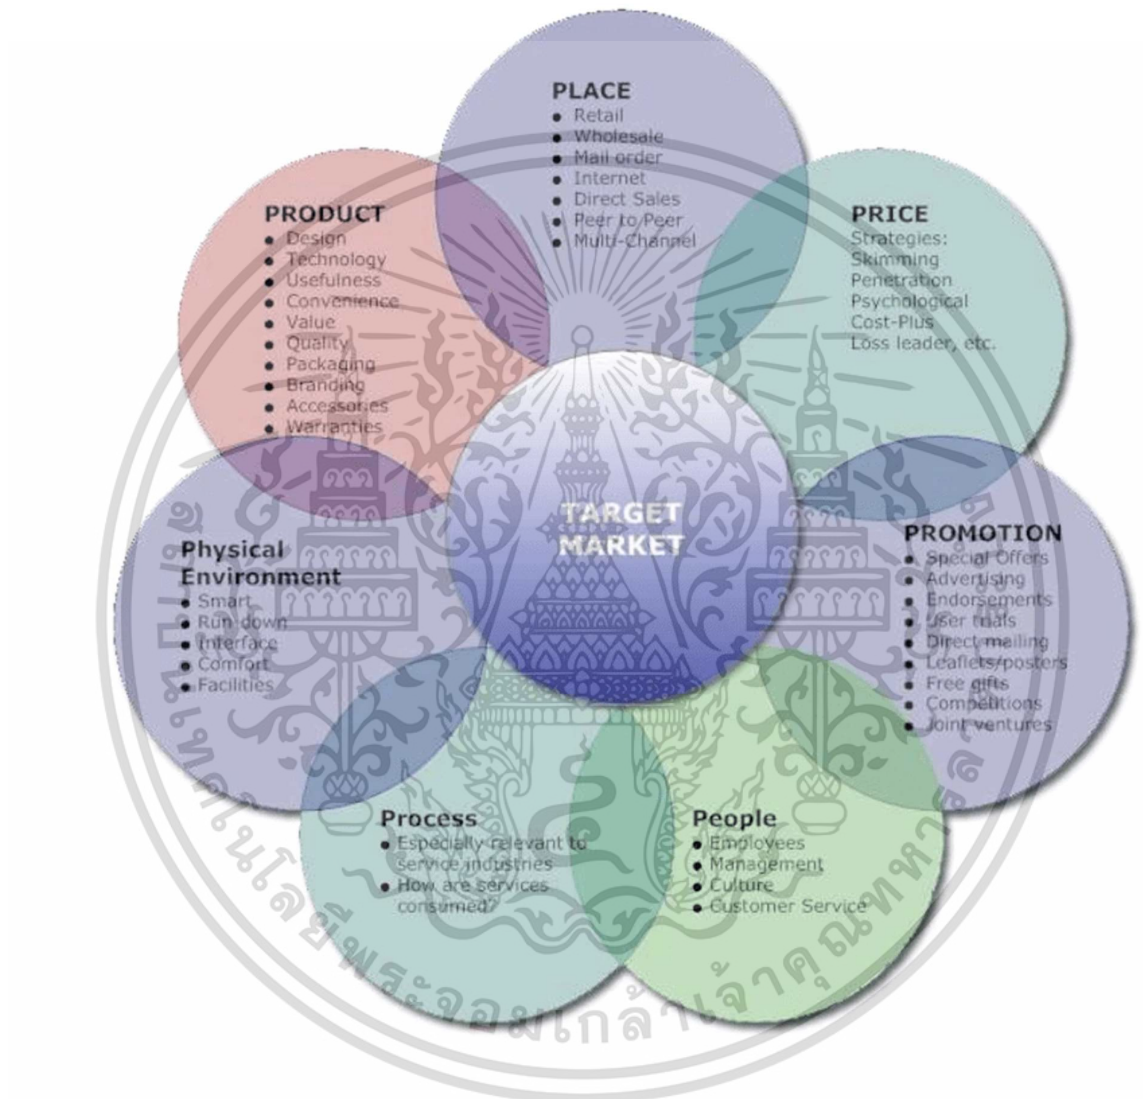 PLACE
• Retail
• Wholesale
• Mail order
• Internet
• Direct Sales
• Peer to Peer
• Multi-Channel
PRODUCT
• Design
• Technology
• Usefulness
• Convenience
• Value
• Quality
• Packaging
• Branding
• Accessories
• Warranties
PRICE
Strategies:
Skimming
Penetration
Psychological
Cost-Plus
Loss leader, etc.
TARGET
MARKET
Physical
Environment
• Smart
• Run-down
• Interface
• Comfort
• Facilities
PROMOTION
• Special Offers
• Advertising
• Endorsements
• User trials
• Direct mailing
• Leaflets/posters
• Free gifts
• Competitions
• Joint ventures
Process
• Especially relevant to
service industries
• How are services
consumed?
People
• Employees
• Management
• Culture
• Customer Service